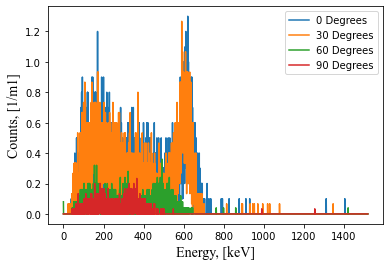 0 Degrees
30 Degrees
60 Degrees
90 Degrees
1.2
1.0
0.8
0.6
0.4
0.2
0.0
Counts, [1/m1]
0 200 400 600 800 1000 1200 1400
Energy, [keV]